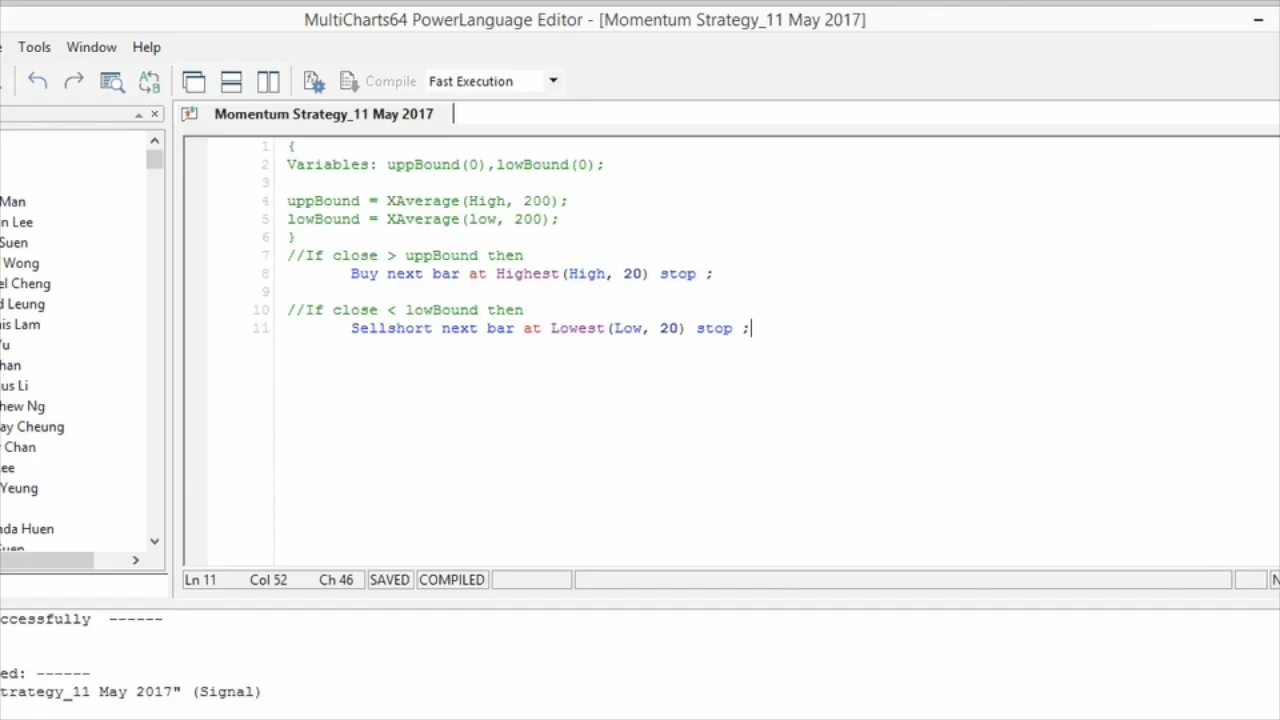 MultiCharts64 PowerLanguage Editor - [Momentum Strategy_11 May 2017]
Tools Window Help
Compile Fast Execution
Momentum Strategy_11 May 2017
1 {
2 Variables: uppBound(0),lowBound(0);
3
4 uppBound = XAverage(High, 200);
5 lowBound = XAverage(low, 200);
6 }
7 //If close > uppBound then
8 Buy next bar at Highest(High, 20) stop ;
9
10 //If close < lowBound then
11 Sellshort next bar at Lowest(Low, 20) stop ;
Man
n Lee
Suen
Wong
el Cheng
d Leung
is Lam
han
us Li
hew Ng
ay Cheung
Chan
ee
Yeung
nda Huen
Ln 11 Col 52 Ch 46 SAVED COMPILED
ccessfully ------
ed: ------
trategy_11 May 2017" (Signal)